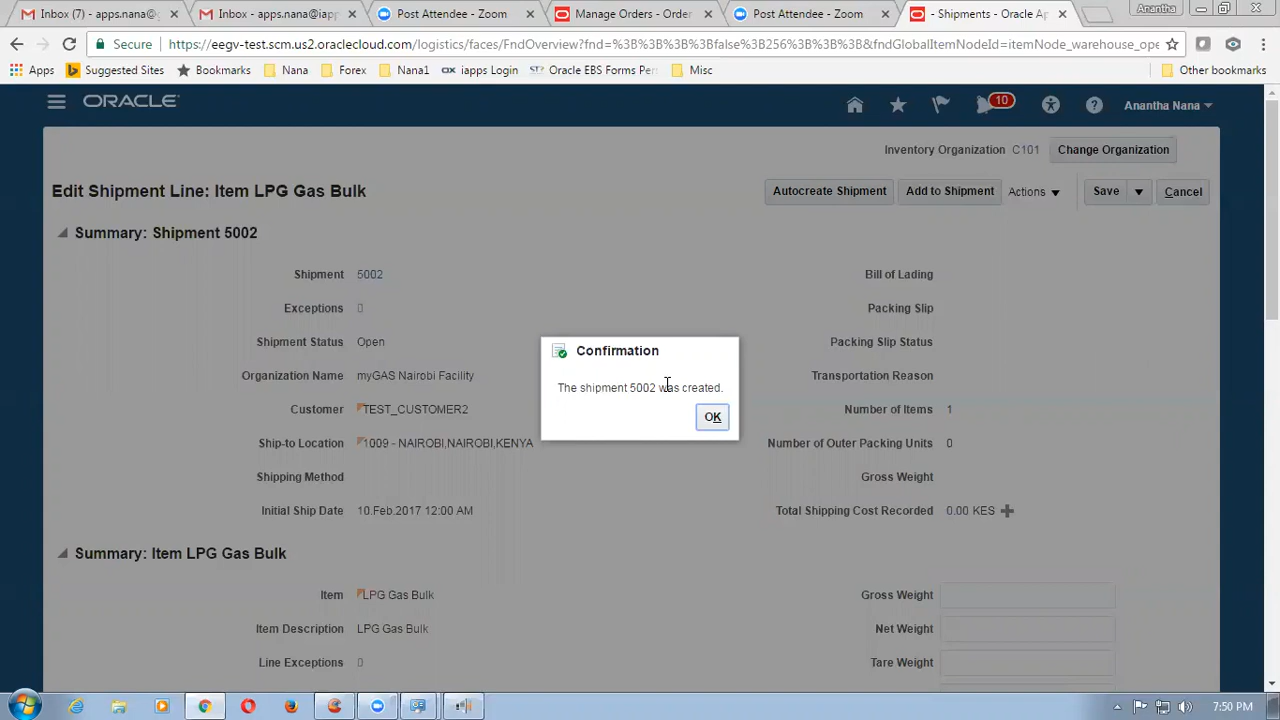 Inbox (7) - apps.nana@
Inbox - apps.nana@iapp
Post Attendee - Zoom
Manage Orders - Order
Post Attendee - Zoom
- Shipments - Oracle Ap
Anantha
Secure
https://eegv-test.scm.us2.oraclecloud.com/logistics/faces/FndOverview?fnd=%3B%3B%3B%3Bfalse%3B256%3B%3B%3B&fndGlobalItemNodeId=itemNode_warehouse_ope
Apps
Suggested Sites
Bookmarks
Nana
Forex
Nana1
iapps Login
Oracle EBS Forms Per
Misc
Other bookmarks
ORACLE
10
Anantha Nana
Inventory Organization C101
Change Organization
Edit Shipment Line: Item LPG Gas Bulk
Autocreate Shipment
Add to Shipment
Actions
Save
Cancel
Summary: Shipment 5002
Shipment 5002
Bill of Lading
Exceptions
Packing Slip
Shipment Status Open
Packing Slip Status
Organization Name myGAS Nairobi Facility
Transportation Reason
Customer TEST_CUSTOMER2
Number of Items 1
Ship-to Location 1009 - NAIROBI,NAIROBI,KENYA
Number of Outer Packing Units 0
Shipping Method
Gross Weight
Initial Ship Date 10.Feb.2017 12:00 AM
Total Shipping Cost Recorded 0.00 KES
Confirmation
The shipment 5002 was created.
OK
Summary: Item LPG Gas Bulk
Item LPG Gas Bulk
Gross Weight
Item Description LPG Gas Bulk
Net Weight
Line Exceptions
Tare Weight
7:50 PM